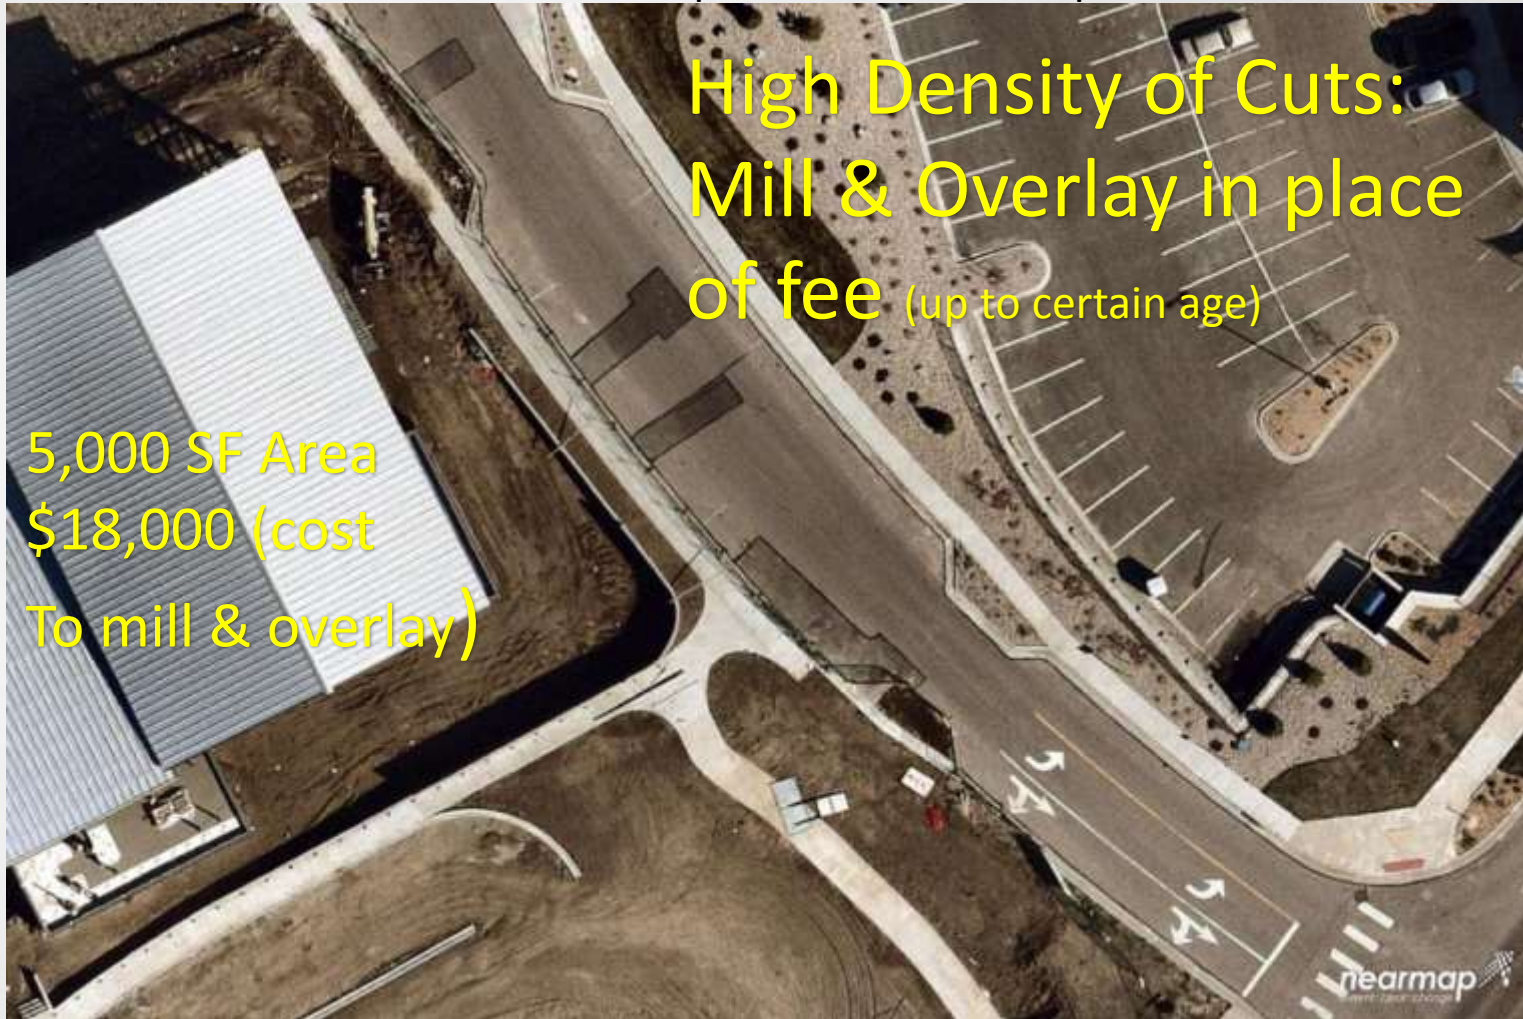 High Density of Cuts:
Mill & Overlay in place
of fee (up to certain age)
5,000 SF Area
$18,000 (cost
To mill & overlay)
nearmap